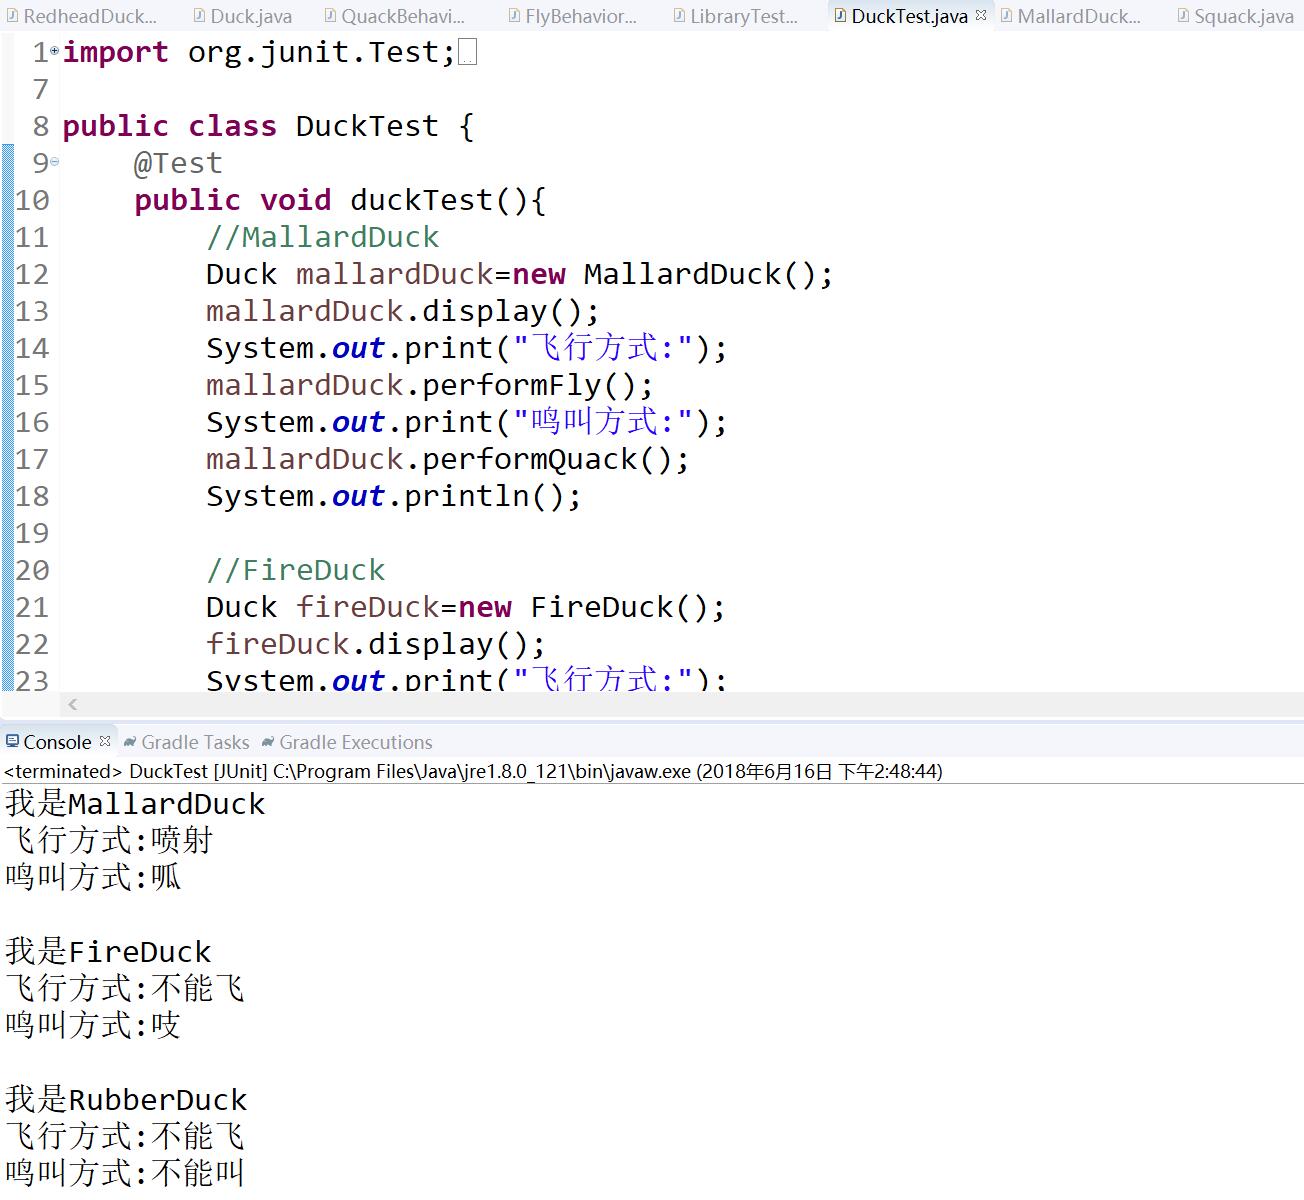 RedheadDuck... Duck.java QuackBehavi... FlyBehavior... LibraryTest... DuckTest.java MallardDuck... Squack.java
1 import org.junit.Test;
7
8 public class DuckTest {
9 @Test
10 public void duckTest(){
11 //MallardDuck
12 Duck mallardDuck=new MallardDuck();
13 mallardDuck.display();
14 System.out.print("飞行方式:");
15 mallardDuck.performFly();
16 System.out.print("鸣叫方式:");
17 mallardDuck.performQuack();
18 System.out.println();
19
20 //FireDuck
21 Duck fireDuck=new FireDuck();
22 fireDuck.display();
23 System.out.print("飞行方式:");
Console Gradle Tasks Gradle Executions
<terminated> DuckTest [JUnit] C:\Program Files\Java\jre1.8.0_121\bin\javaw.exe (2018年6月16日 下午2:48:44)
我是MallardDuck
飞行方式:喷射
鸣叫方式:呱
我是FireDuck
飞行方式:不能飞
鸣叫方式:吱
我是RubberDuck
飞行方式:不能飞
鸣叫方式:不能叫